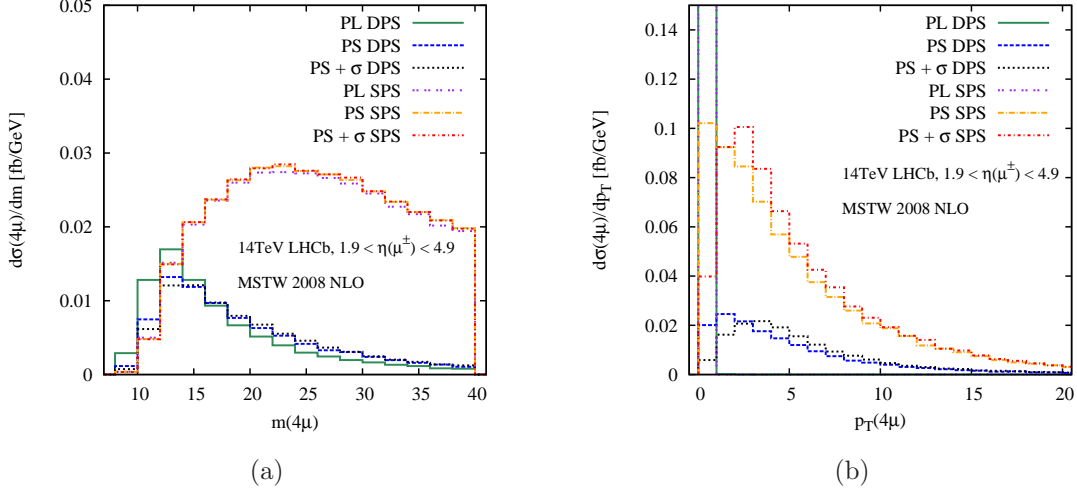 0.05
0.04
0.03
0.02
0.01
0
10 15 20 25 30 35 40
dσ(4μ)/dm [fb/GeV]
m(4μ)
PL DPS
PS DPS
PS + σ DPS
PL SPS
PS SPS
PS + σ SPS
14TeV LHCb, 1.9 < η(μ±) < 4.9
MSTW 2008 NLO
(a)
0.14
0.12
0.1
0.08
0.06
0.04
0.02
0
0 5 10 15 20
dσ(4μ)/dpT [fb/GeV]
pT(4μ)
PL DPS
PS DPS
PS + σ DPS
PL SPS
PS SPS
PS + σ SPS
14TeV LHCb, 1.9 < η(μ±) < 4.9
MSTW 2008 NLO
(b)